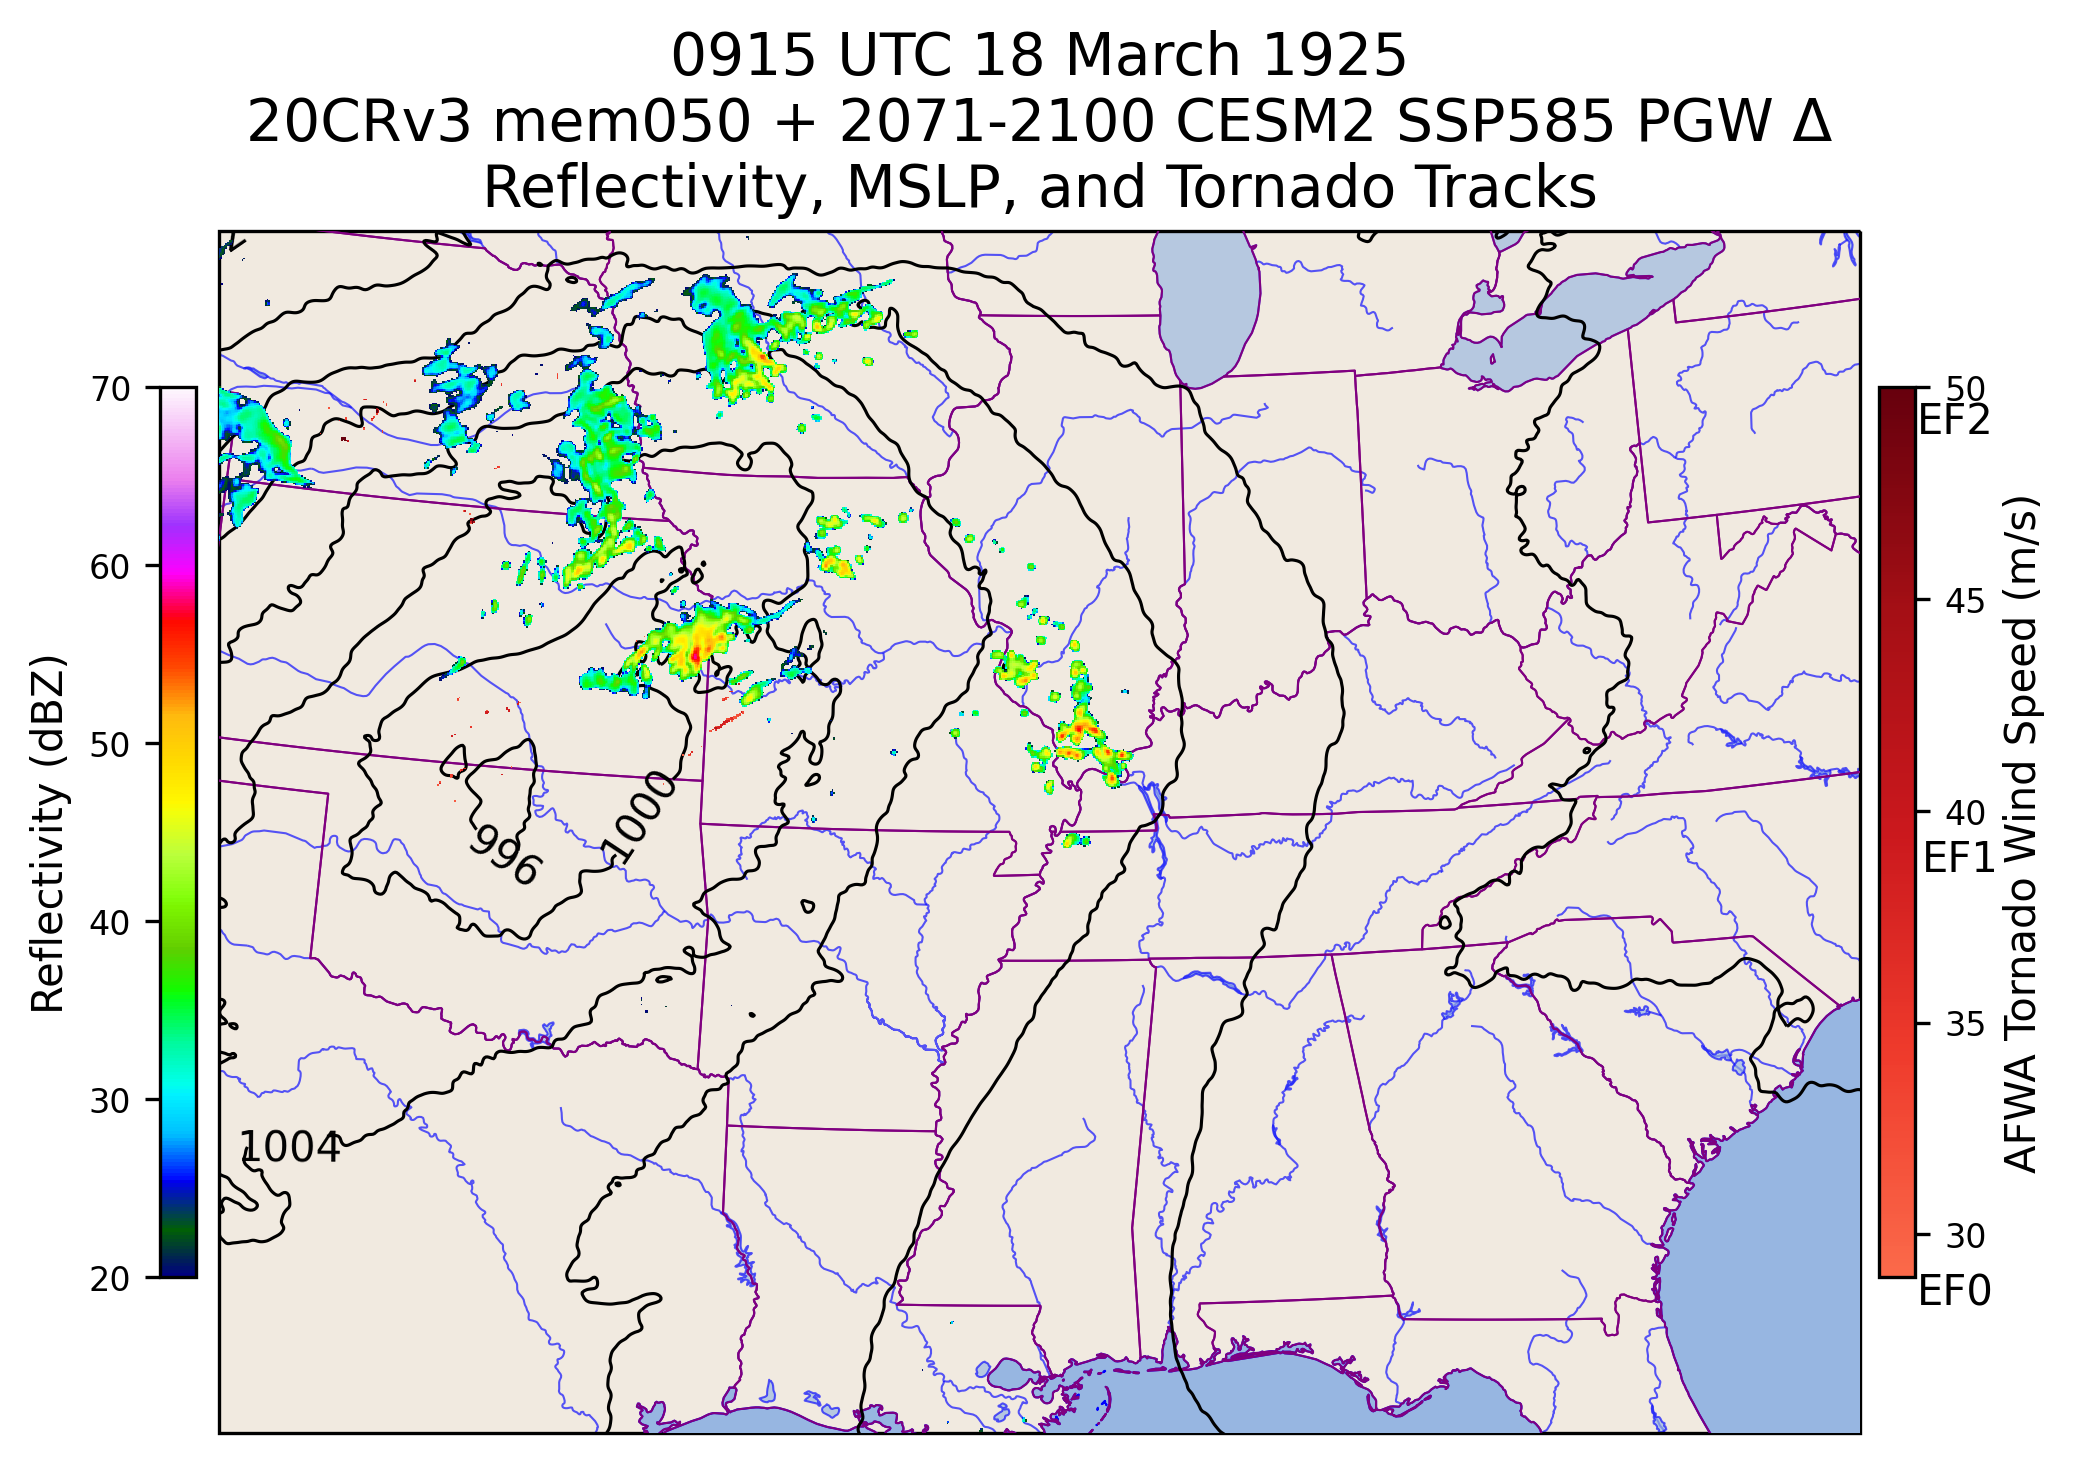 0915 UTC 18 March 1925
20CRv3 mem050 + 2071-2100 CESM2 SSP585 PGW Δ
Reflectivity, MSLP, and Tornado Tracks
Reflectivity (dBZ)
70
60
50
40
30
20
996
1000
1004
50
EF2
45
40
EF1
35
30
EF0
AFWA Tornado Wind Speed (m/s)